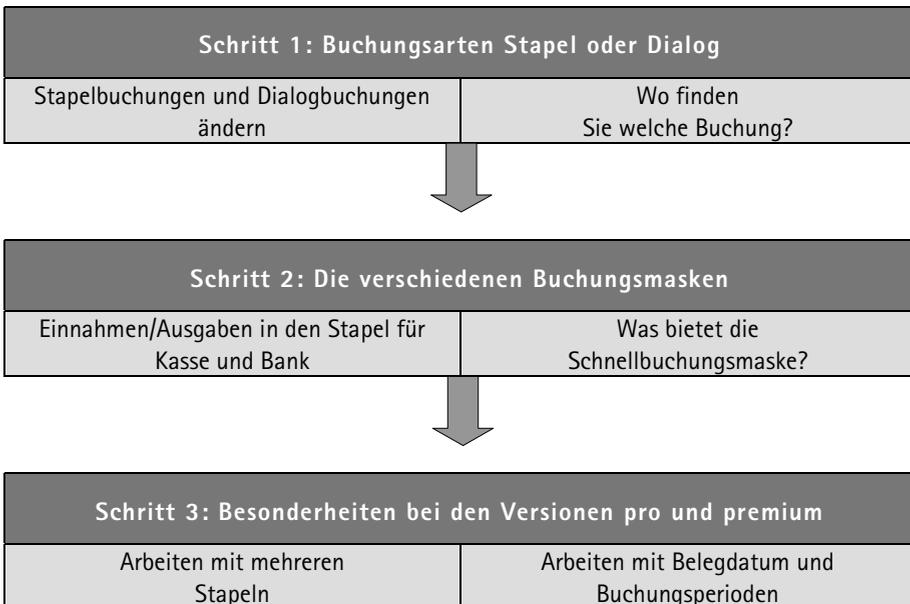 Schritt 1: Buchungsarten Stapel oder Dialog
Stapelbuchungen und Dialogbuchungen
ändern
Wo finden
Sie welche Buchung?
Schritt 2: Die verschiedenen Buchungsmasken
Einnahmen/Ausgaben in den Stapel für
Kasse und Bank
Was bietet die
Schnellbuchungsmaske?
Schritt 3: Besonderheiten bei den Versionen pro und premium
Arbeiten mit mehreren
Stapeln
Arbeiten mit Belegdatum und
Buchungsperioden